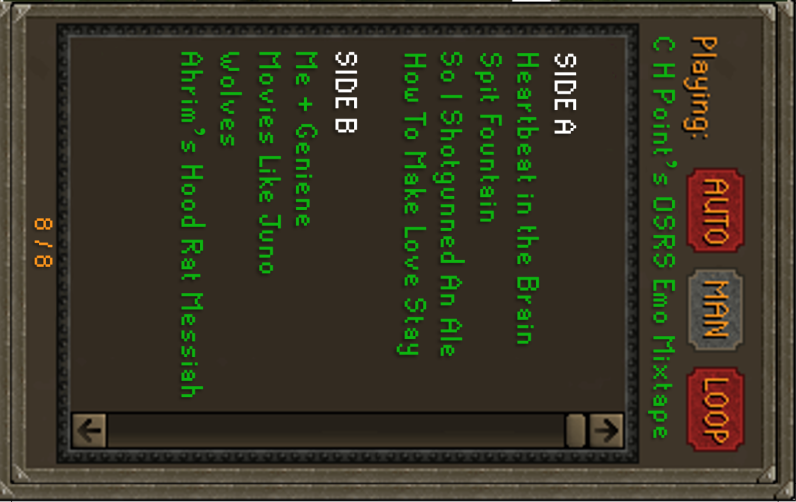 Playing:
C H Point's OSRS Emo Mixtape
AUTO
MAN
LOOP
SIDE A
Heartbeat in the Brain
Spit Fountain
So I Shotgunned An Ale
How To Make Love Stay
SIDE B
Me + Geniene
Movies Like Juno
Wolves
Ahrim's Hood Rat Messiah
8 / 8